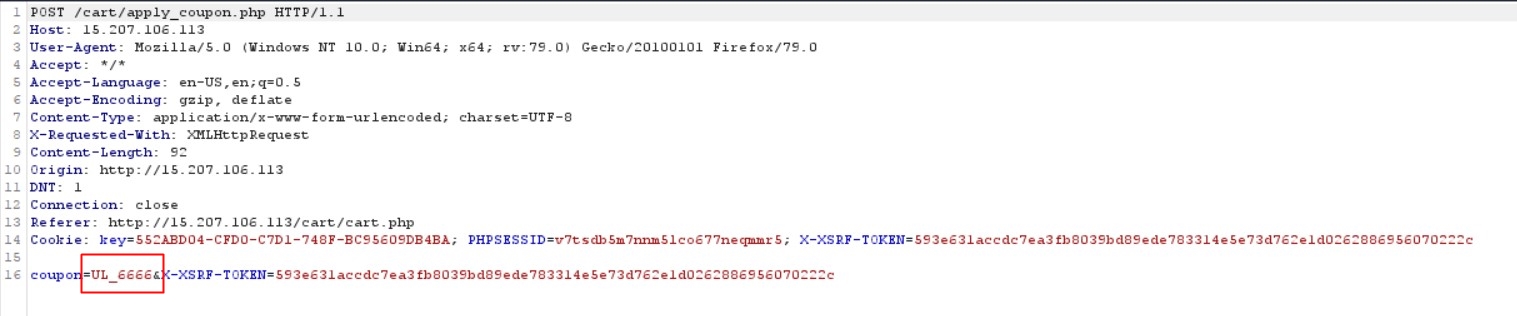 1 POST /cart/apply_coupon.php HTTP/1.1
2 Host: 15.207.106.113
3 User-Agent: Mozilla/5.0 (Windows NT 10.0; Win64; x64; rv:79.0) Gecko/20100101 Firefox/79.0
4 Accept: */*
5 Accept-Language: en-US,en;q=0.5
6 Accept-Encoding: gzip, deflate
7 Content-Type: application/x-www-form-urlencoded; charset=UTF-8
8 X-Requested-With: XMLHttpRequest
9 Content-Length: 92
10 Origin: http://15.207.106.113
11 DNT: 1
12 Connection: close
13 Referer: http://15.207.106.113/cart/cart.php
14 Cookie: key=552ABD04-CFD0-C7D1-748F-BC95609DB4BA; PHPSESSID=v7tsdb5m7nnm51co677neqmmr5; X-XSRF-TOKEN=593e631accdc7ea3fb8039bd89ede783314e5e73d762e1d0262886956070222c
15
16 coupon=UL_6666&X-XSRF-TOKEN=593e631accdc7ea3fb8039bd89ede783314e5e73d762e1d0262886956070222c